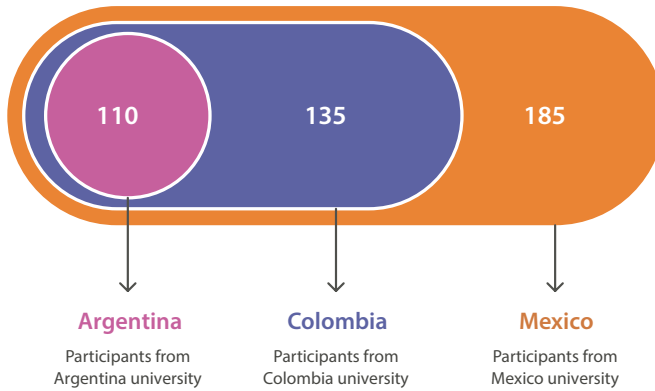 110
135
185
Argentina
Colombia
Mexico
Participants from
Argentina university
Participants from
Colombia university
Participants from
Mexico university